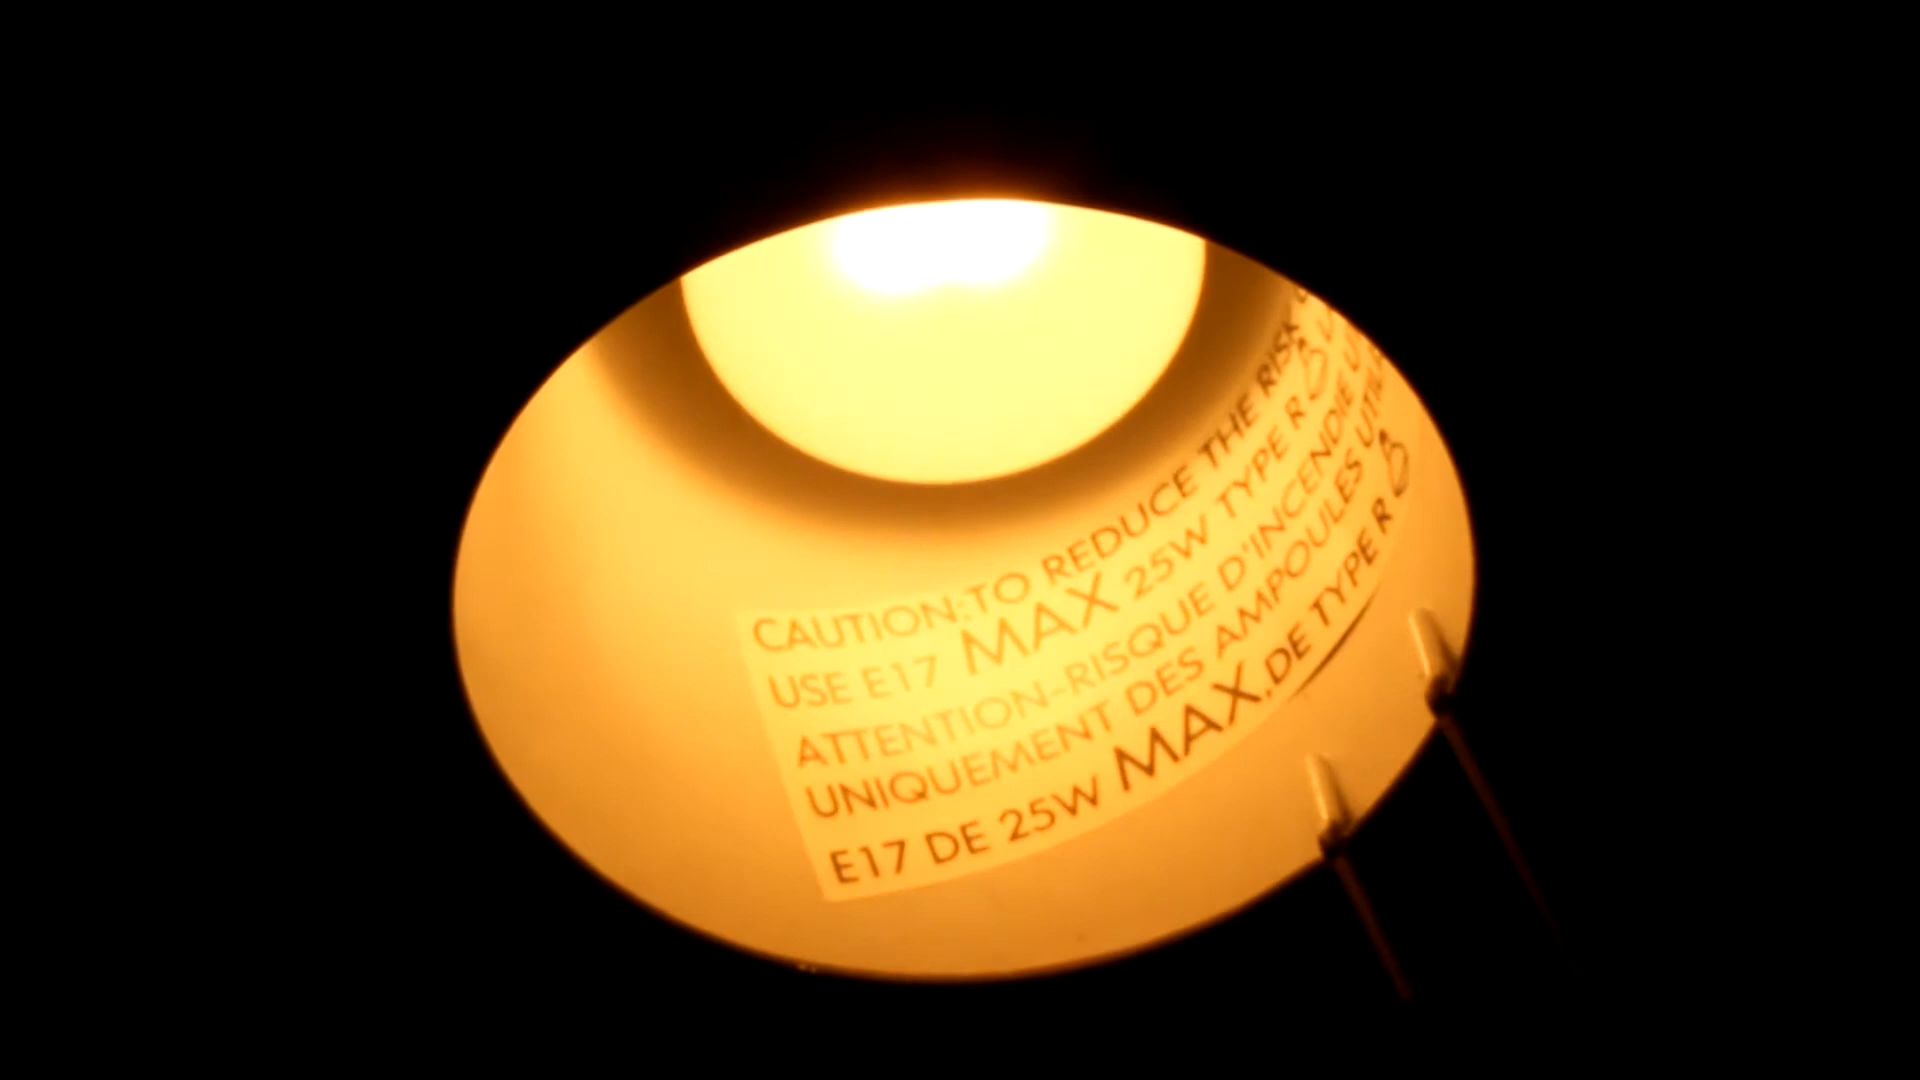 CAUTION: TO REDUCE THE RISK
USE E17 MAX 25W TYPE R
ATTENTION-RISQUE D'INCENDIE
UNIQUEMENT DES AMPOULES
E17 DE 25W MAX. DE TYPE R